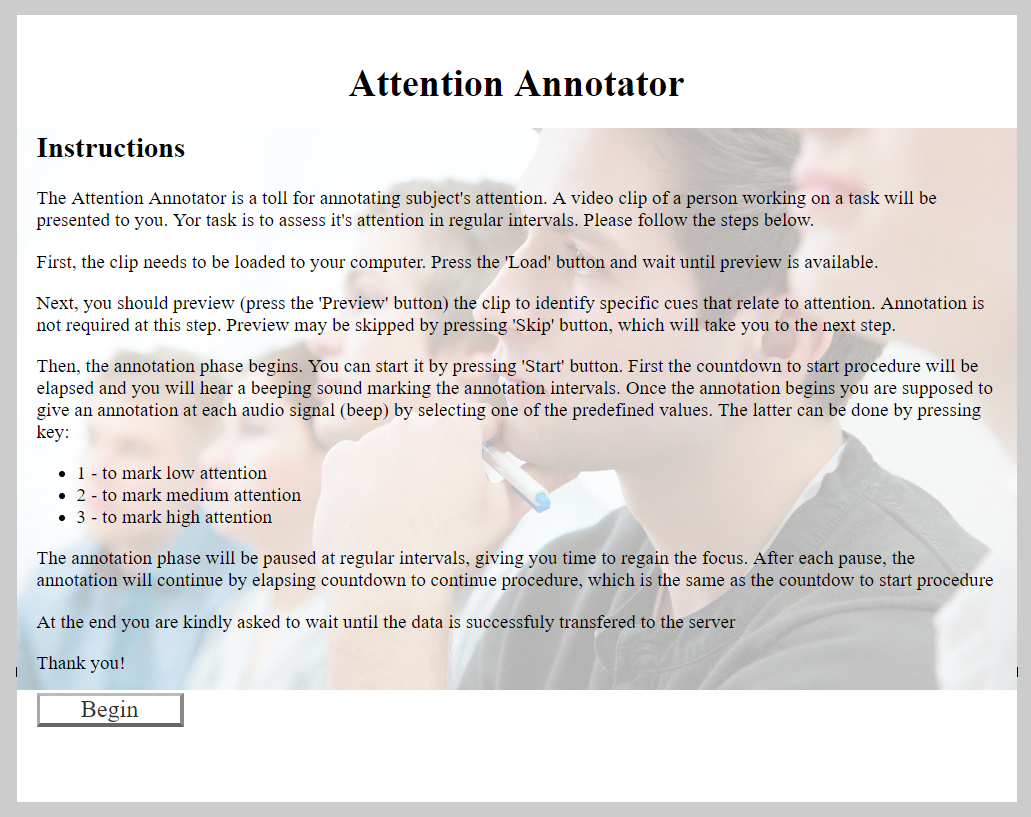 Attention Annotator
Instructions
The Attention Annotator is a toll for annotating subject's attention. A video clip of a person working on a task will be
presented to you. Yor task is to assess it's attention in regular intervals. Please follow the steps below.
First, the clip needs to be loaded to your computer. Press the 'Load' button and wait until preview is available.
Next, you should preview (press the 'Preview' button) the clip to identify specific cues that relate to attention. Annotation is
not required at this step. Preview may be skipped by pressing 'Skip' button, which will take you to the next step.
Then, the annotation phase begins. You can start it by pressing 'Start' button. First the countdown to start procedure will be
elapsed and you will hear a beeping sound marking the annotation intervals. Once the annotation begins you are supposed to
give an annotation at each audio signal (beep) by selecting one of the predefined values. The latter can be done by pressing
key:
• 1 - to mark low attention
• 2 - to mark medium attention
• 3 - to mark high attention
The annotation phase will be paused at regular intervals, giving you time to regain the focus. After each pause, the
annotation will continue by elapsing countdown to continue procedure, which is the same as the countdow to start procedure
At the end you are kindly asked to wait until the data is successfuly transfered to the server
Thank you!
Begin